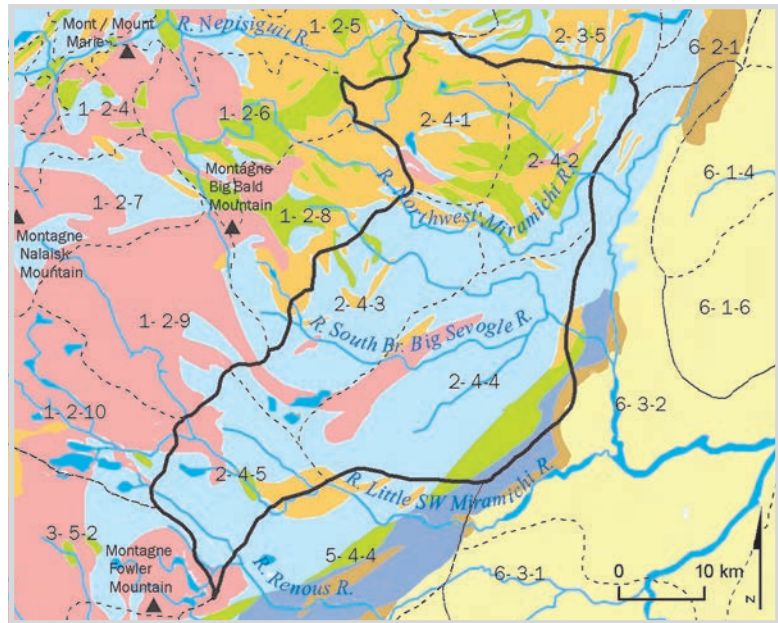 Mont / Mount
Marie
R. Nepisiguit R.
1- 2-5
2- 3-5
6- 2-1
1- 2-4
1- 2-6
2- 4-1
2- 4-2
Montagne
Big Bald
Mountain
R. Northwest Miramichi R.
6- 1-4
1- 2-7
1- 2-8
Montagne
Nalaisk
Mountain
2- 4-3
1- 2-9
R. South Br. Big Sevogle R.
6- 1-6
2- 4-4
1- 2-10
6- 3-2
2- 4-5
R. Little SW Miramichi R.
3- 5-2
Montagne
Fowler
Mountain
R. Renous R.
5- 4-4
6- 3-1
0 10 km
N